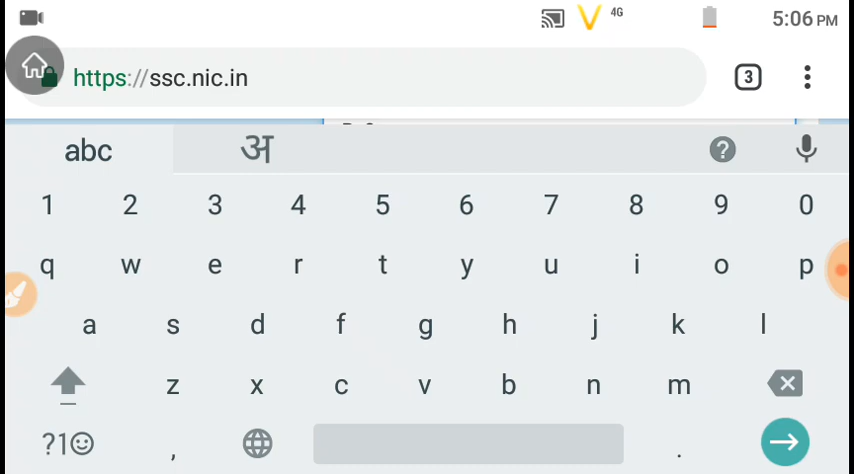 4G 5:06 PM
https://ssc.nic.in 3
abc अ ?
1 2 3 4 5 6 7 8 9 0
q w e r t y u i o p
a s d f g h j k l
z x c v b n m
?1☺ , .